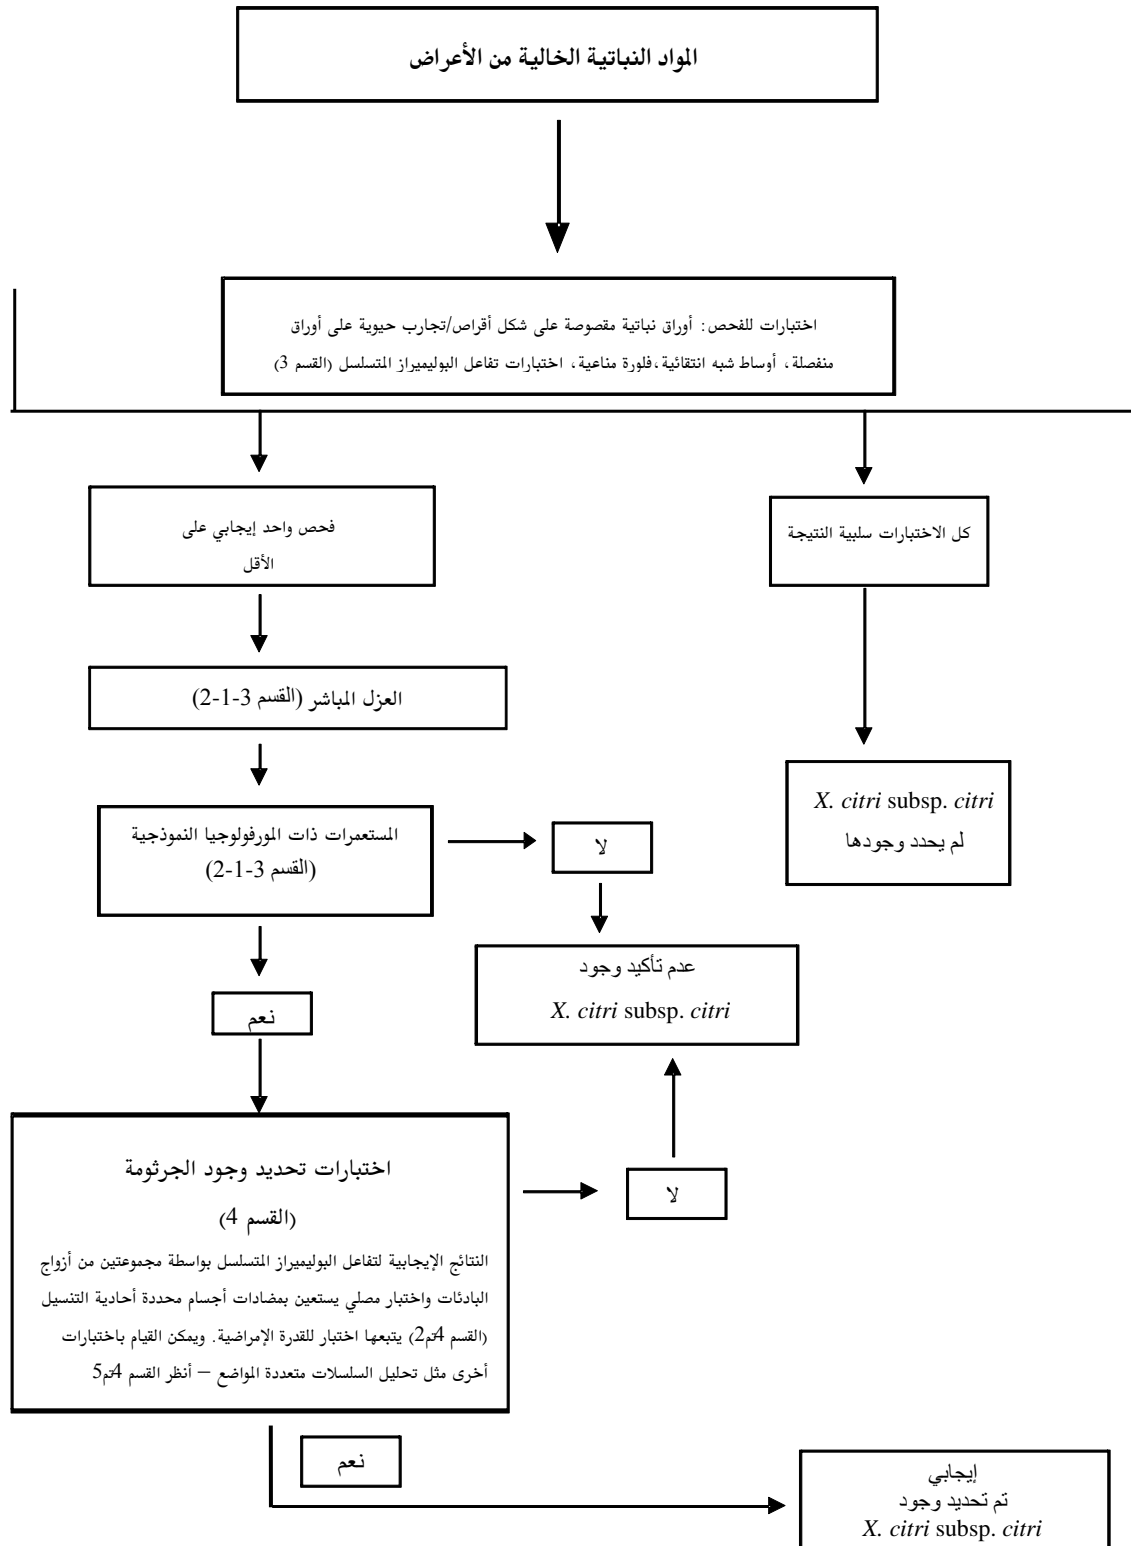 المواد النباتية الخالية من الأعراض
اختبارات للفحص: أوراق نباتية مقصوصة على شكل أقراص/تجارب حيوية على أوراق
منفصلة، أوساط شبه انتقائية،فلورة مناعية، اختبارات تفاعل البوليميراز المتسلسل (القسم 3)
فحص واحد إيجابي على
الأقل
كل الاختبارات سلبية النتيجة
العزل المباشر (القسم 3-1-2)
X. citri subsp. citri
لم يحدد وجودها
المستعمرات ذات المورفولوجيا النموذجية
(القسم 3-1-2)
لا
عدم تأكيد وجود
X. citri subsp. citri
نعم
اختبارات تحديد وجود الجرثومة
(القسم 4)
النتائج الإيجابية لتفاعل البوليميراز المتسلسل بواسطة مجموعتين من أزواج
البادئات واختبار مصلي يستعين بمضادات أجسام محددة أحادية التنسيل
(القسم 4تم2) يتبعها اختبار للقدرة الإمراضية. ويمكن القيام باختبارات
أخرى مثل تحليل السلسلات متعددة المواضع – أنظر القسم 4تم5
لا
نعم
إيجابي
تم تحديد وجود
X. citri subsp. citri